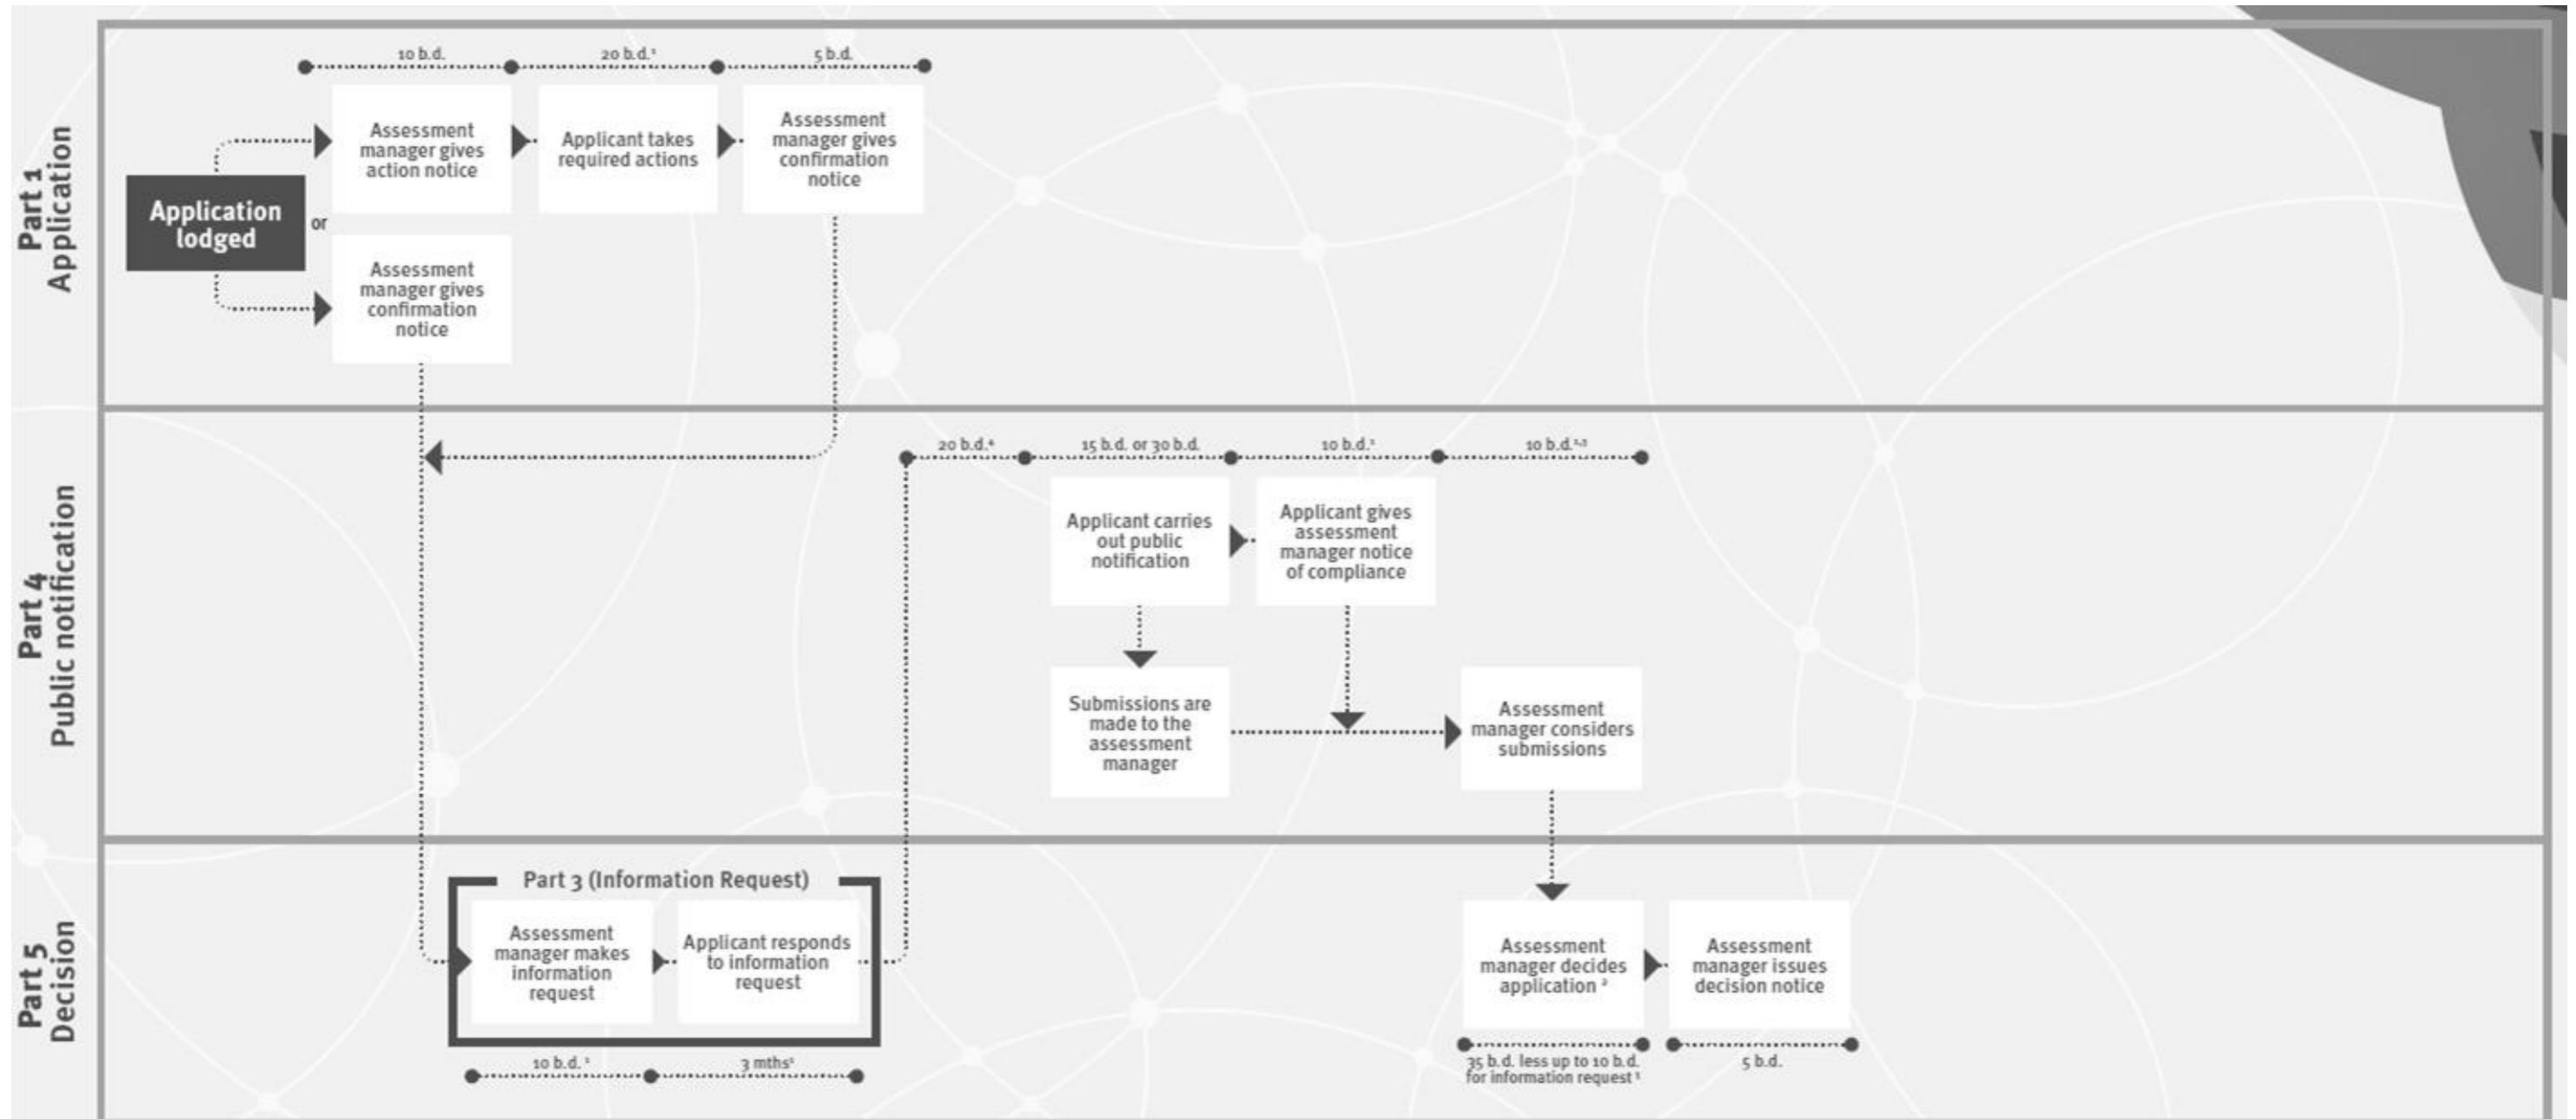 Part 1
Application
10 b.d.
20 b.d.¹
5 b.d.
Application
lodged
or
Assessment
manager gives
action notice
Applicant takes
required actions
Assessment
manager gives
confirmation
notice
Assessment
manager gives
confirmation
notice
Part 4
Public notification
20 b.d.⁴
15 b.d. or 30 b.d.
10 b.d.¹
10 b.d.
Applicant carries
out public
notification
Applicant gives
assessment
manager notice
of compliance
Submissions are
made to the
assessment
manager
Assessment
manager considers
submissions
Part 5
Decision
Part 3 (Information Request)
Assessment
manager makes
information
request
Applicant responds
to information
request
10 b.d. ¹
3 mths¹
Assessment
manager decides
application ²
Assessment
manager issues
decision notice
35 b.d. less up to 10 b.d.
for information request
5 b.d.